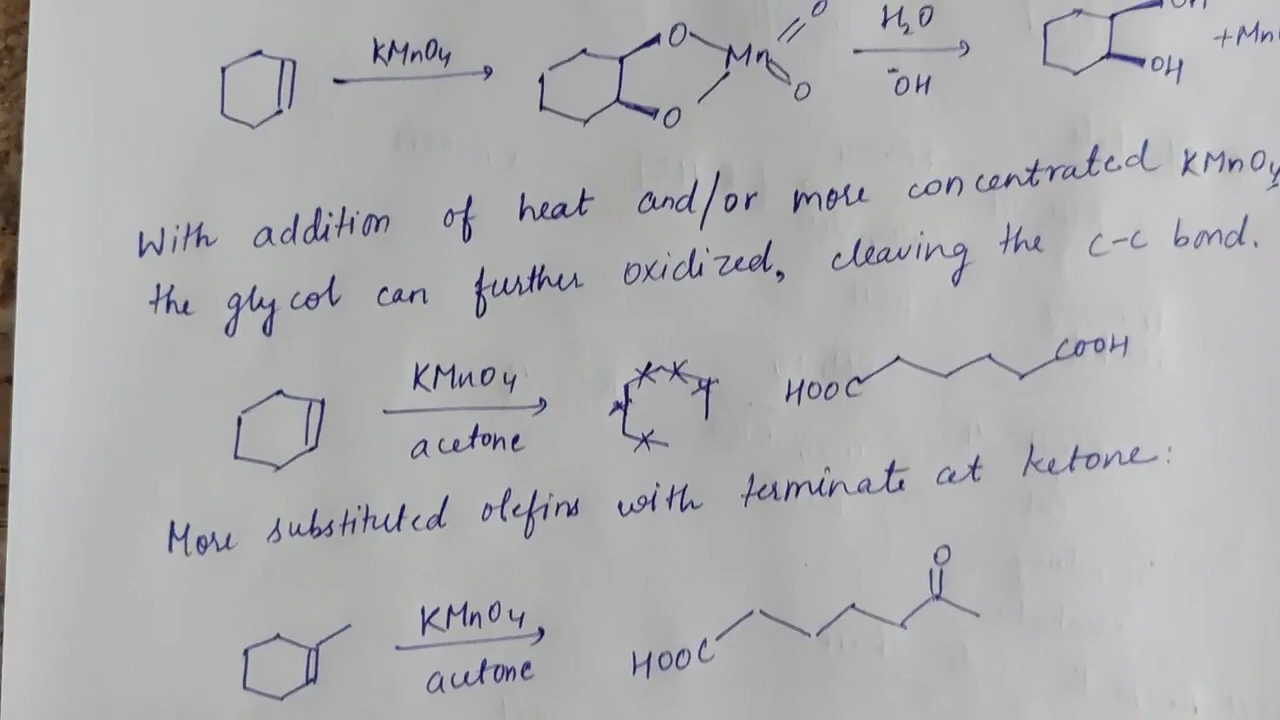 KMnO4
O
Mn
O
O
O
H2O
-OH
OH
+Mn
With addition of heat and/or more concentrated KMnO4
the glycol can further oxidized, cleaving the c-c bond.
KMnO4
acetone
HOOC
COOH
More substituted olefins with terminate at ketone:
KMnO4
acetone
HOOC
O